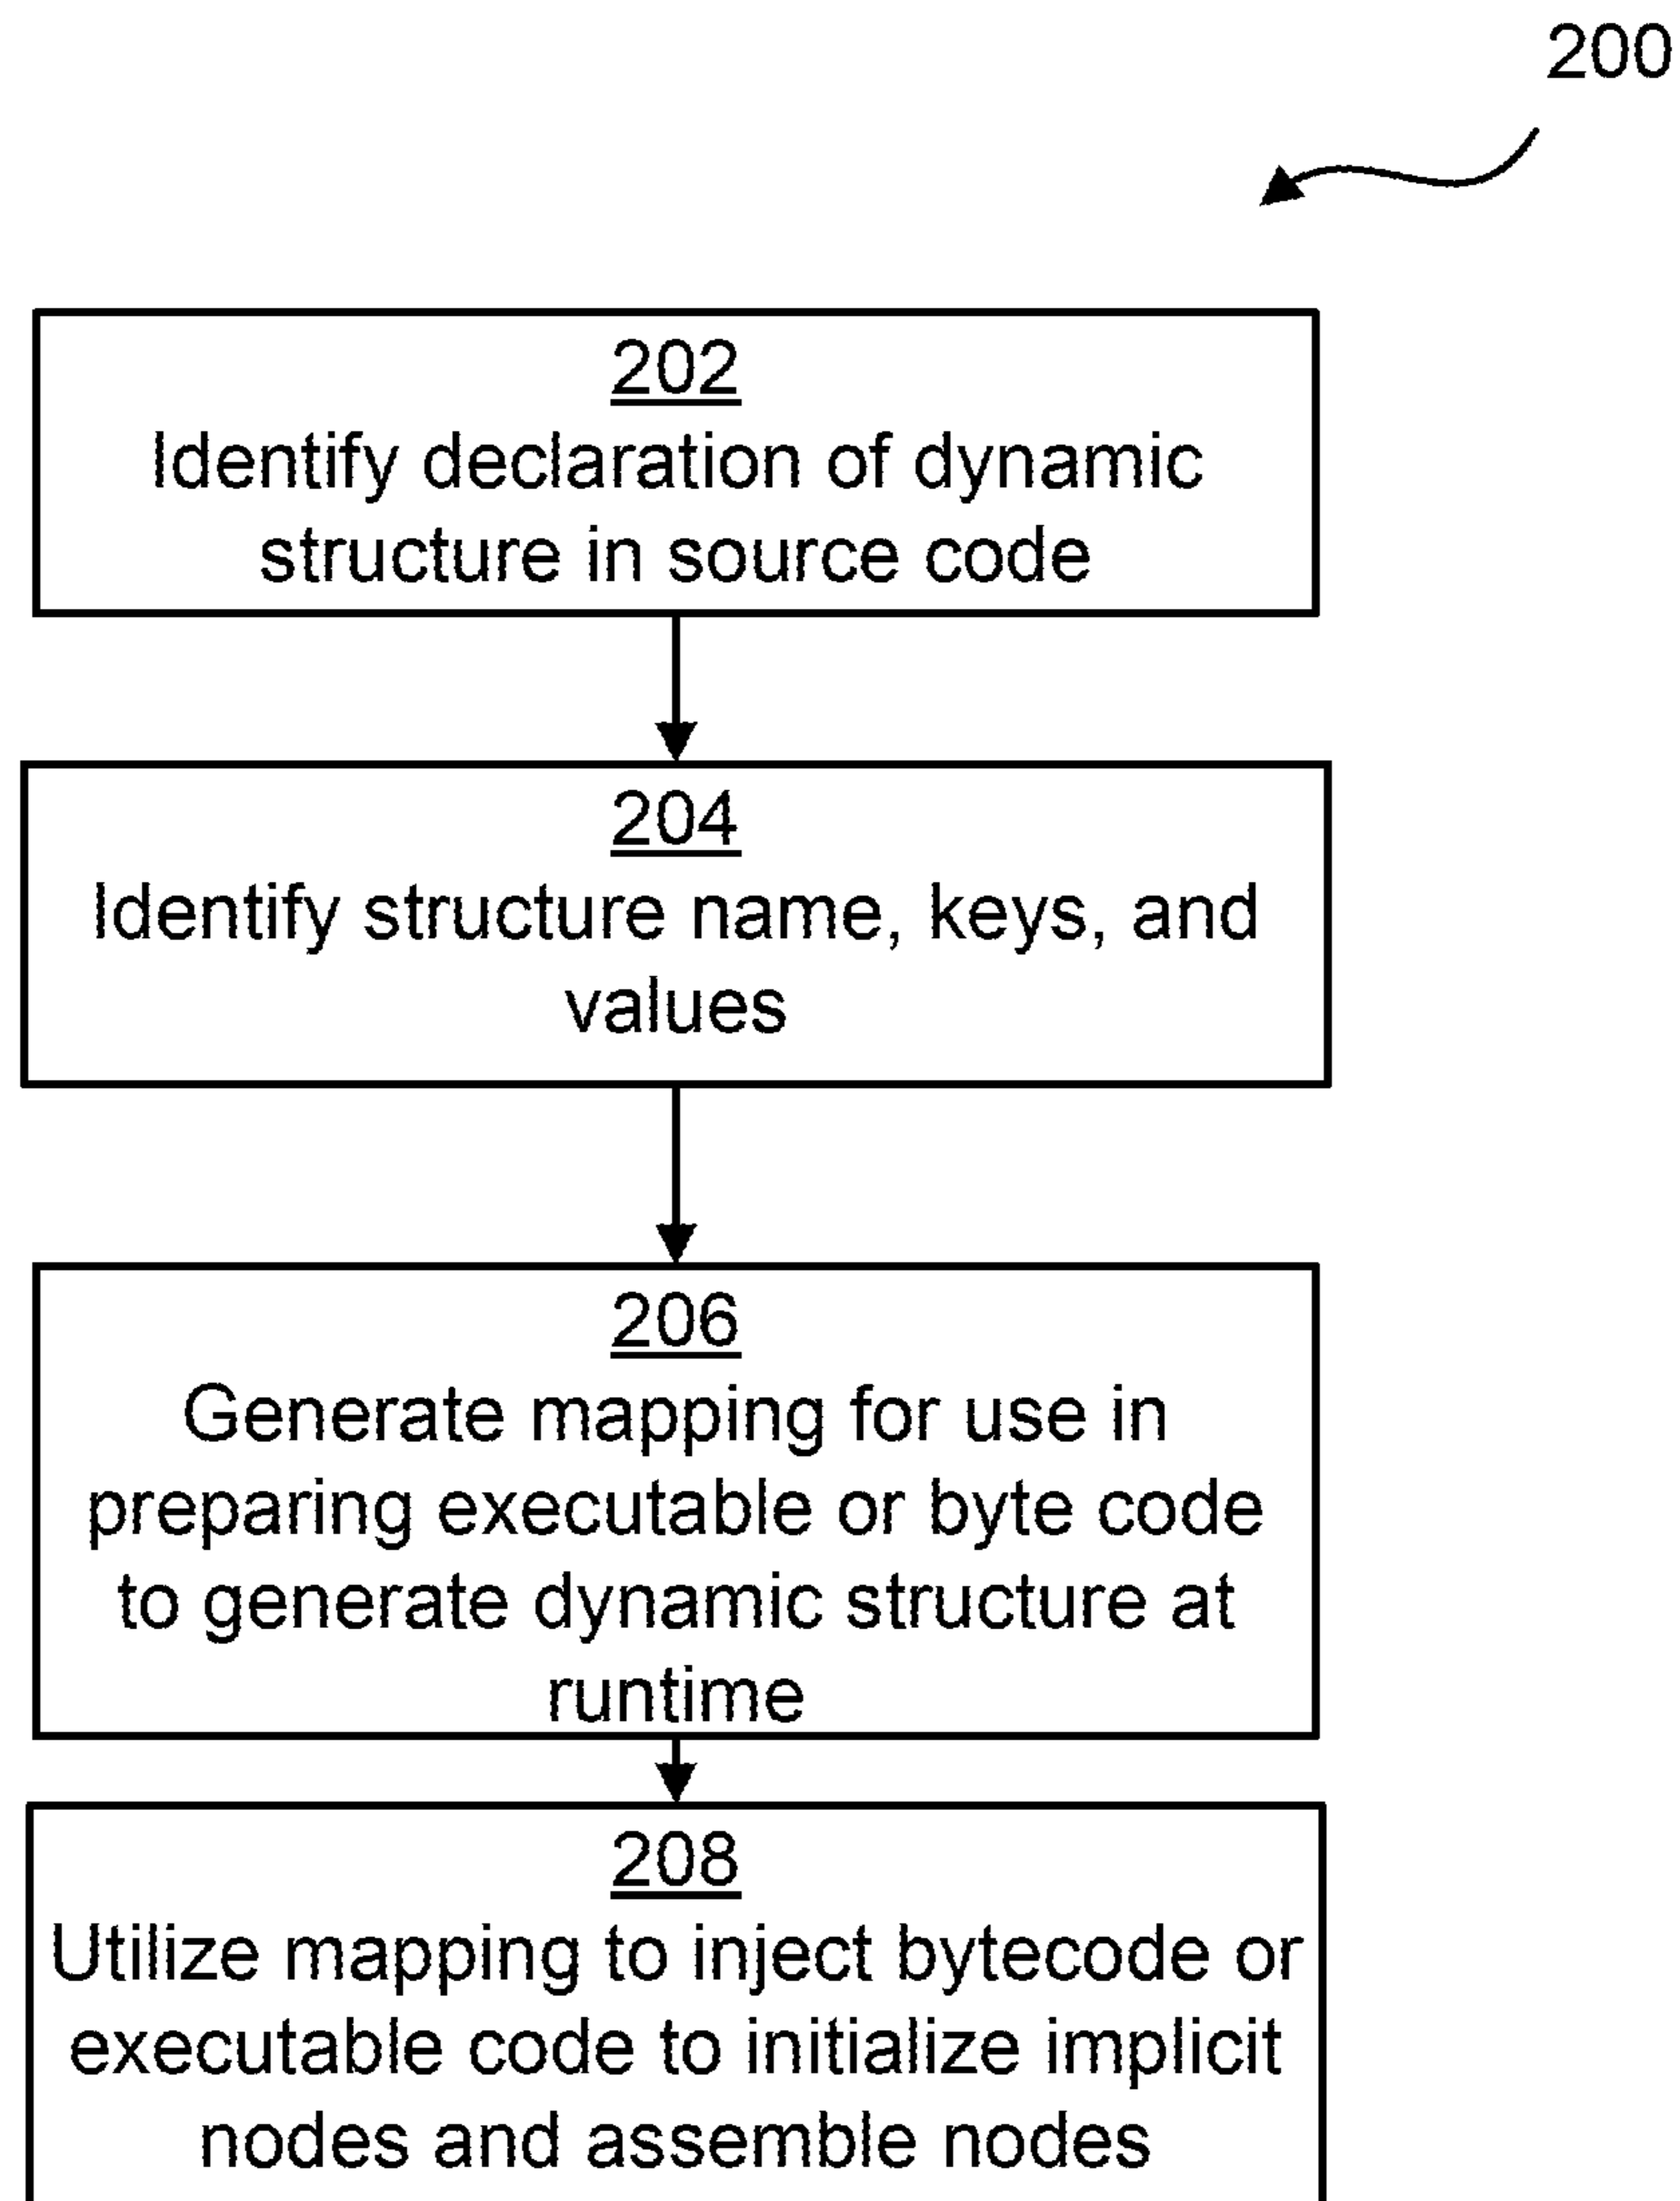 200
202
Identify declaration of dynamic
structure in source code
204
Identify structure name, keys, and
values
206
Generate mapping for use in
preparing executable or byte code
to generate dynamic structure at
runtime
208
Utilize mapping to inject bytecode or
executable code to initialize implicit
nodes and assemble nodes